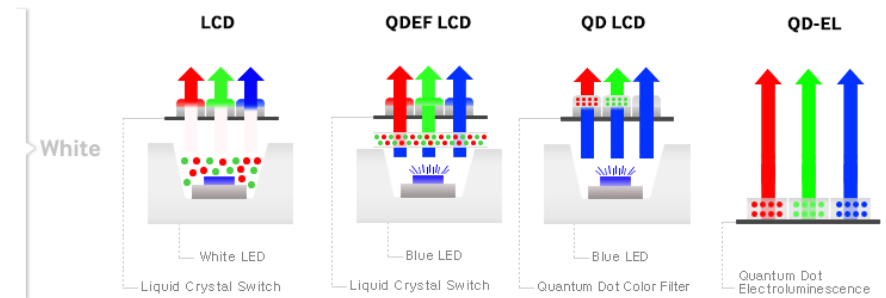 LCD
QDEF LCD
QD LCD
QD-EL
White
White LED
Liquid Crystal Switch
Blue LED
Liquid Crystal Switch
Blue LED
Quantum Dot Color Filter
Quantum Dot
Electroluminescence